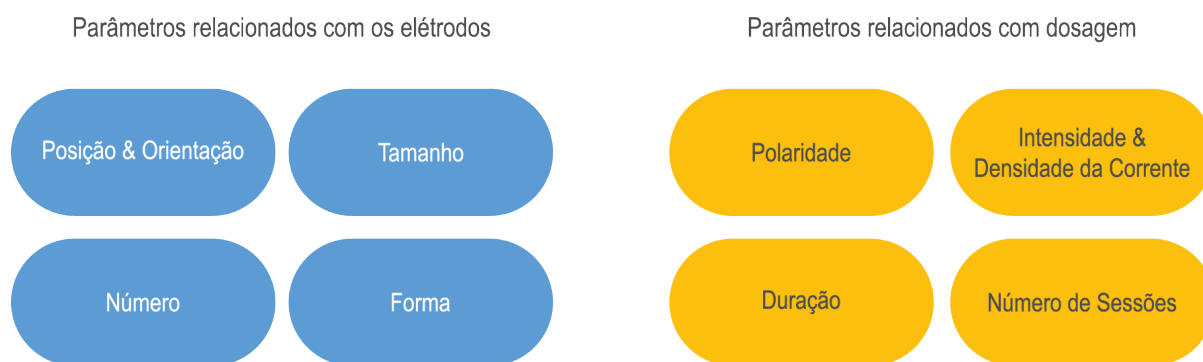 Parâmetros relacionados com os elétrodos
Parâmetros relacionados com dosagem
Posição & Orientação
Tamanho
Número
Forma
Polaridade
Intensidade &
Densidade da Corrente
Duração
Número de Sessões